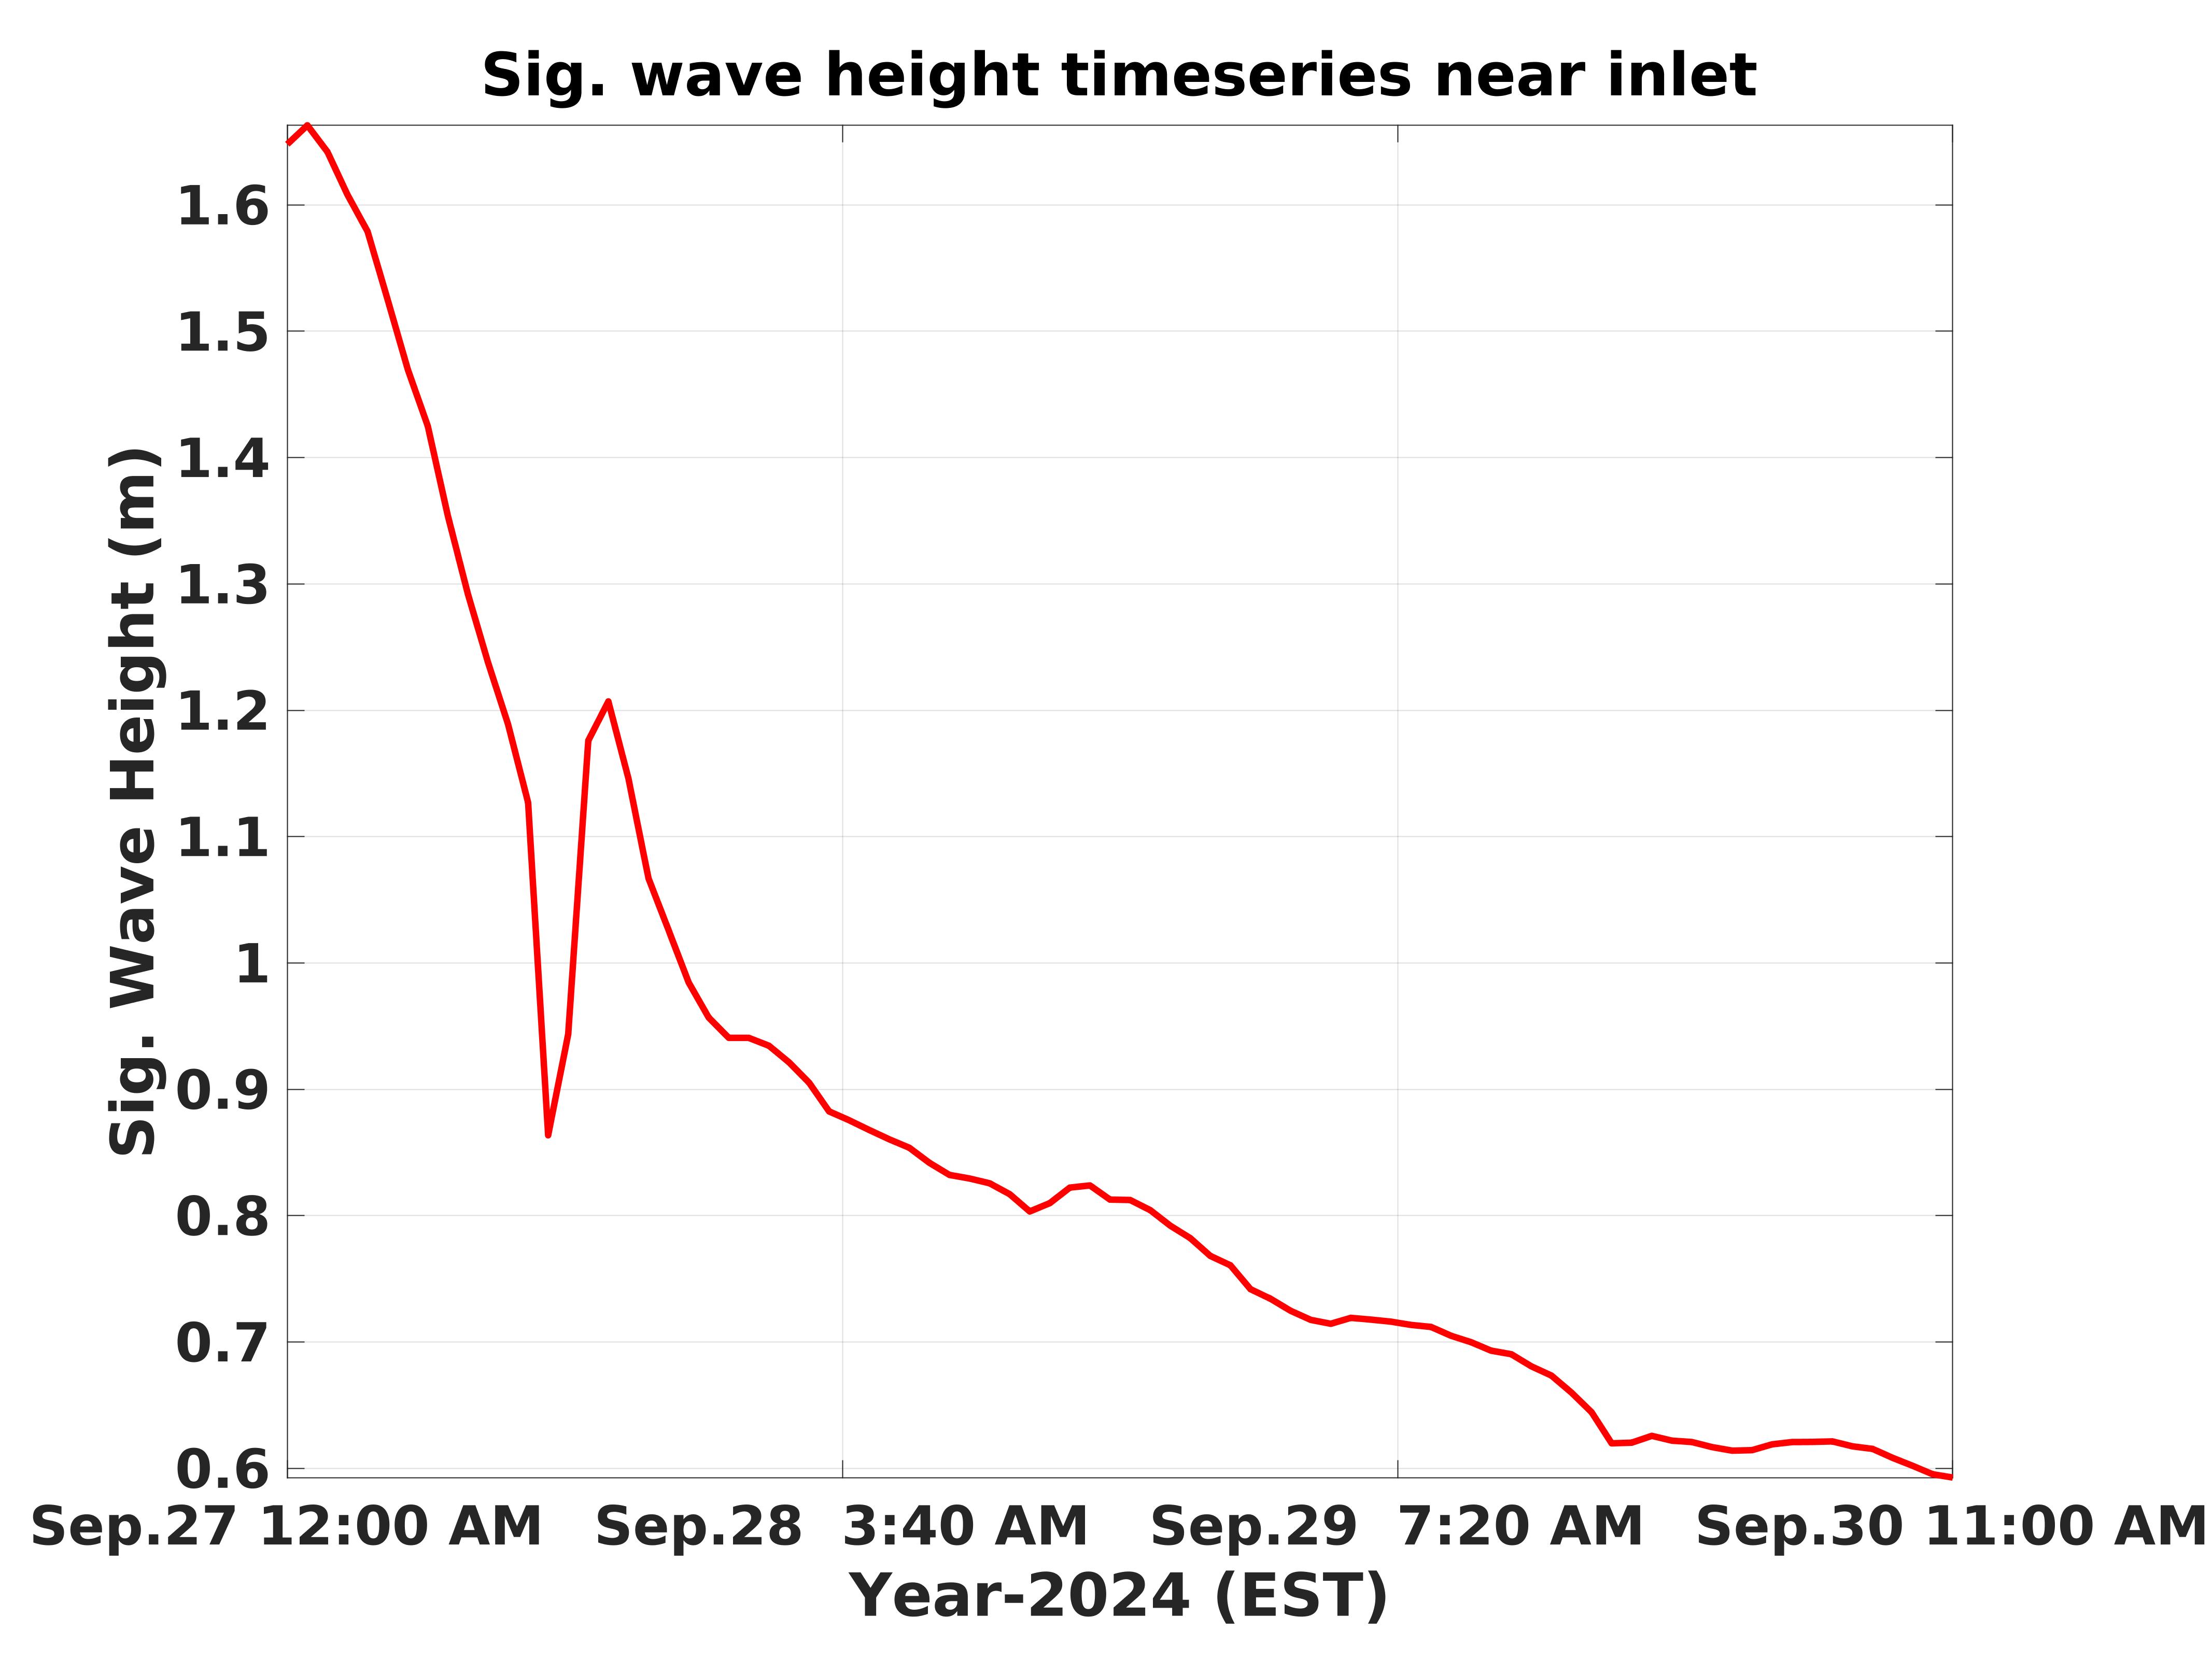 Sig. wave height timeseries near inlet
1.6
1.5
1.4
1.3
1.2
1.1
1
0.9
0.8
0.7
0.6
Sig. Wave Height (m)
Sep.27 12:00 AM Sep.28 3:40 AM Sep.29 7:20 AM Sep.30 11:00 AM
Year-2024 (EST)